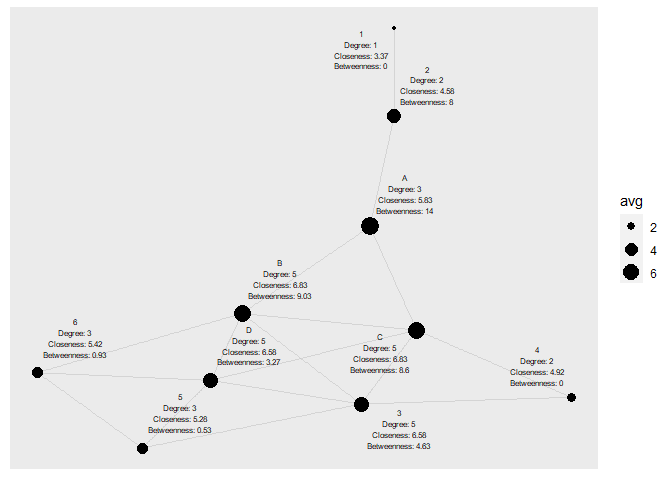 1
Degree: 1
Closeness: 3.37
Betweenness: 0
2
Degree: 2
Closeness: 4.58
Betweenness: 8
A
Degree: 3
Closeness: 5.83
Betweenness: 14
B
Degree: 5
Closeness: 6.83
Betweenness: 9.03
6
Degree: 3
Closeness: 5.42
Betweenness: 0.93
D
Degree: 5
Closeness: 6.58
Betweenness: 3.27
C
Degree: 5
Closeness: 6.83
Betweenness: 8.6
4
Degree: 2
Closeness: 4.92
Betweenness: 0
5
Degree: 3
Closeness: 5.28
Betweenness: 0.53
3
Degree: 5
Closeness: 6.58
Betweenness: 4.63
avg
2
4
6